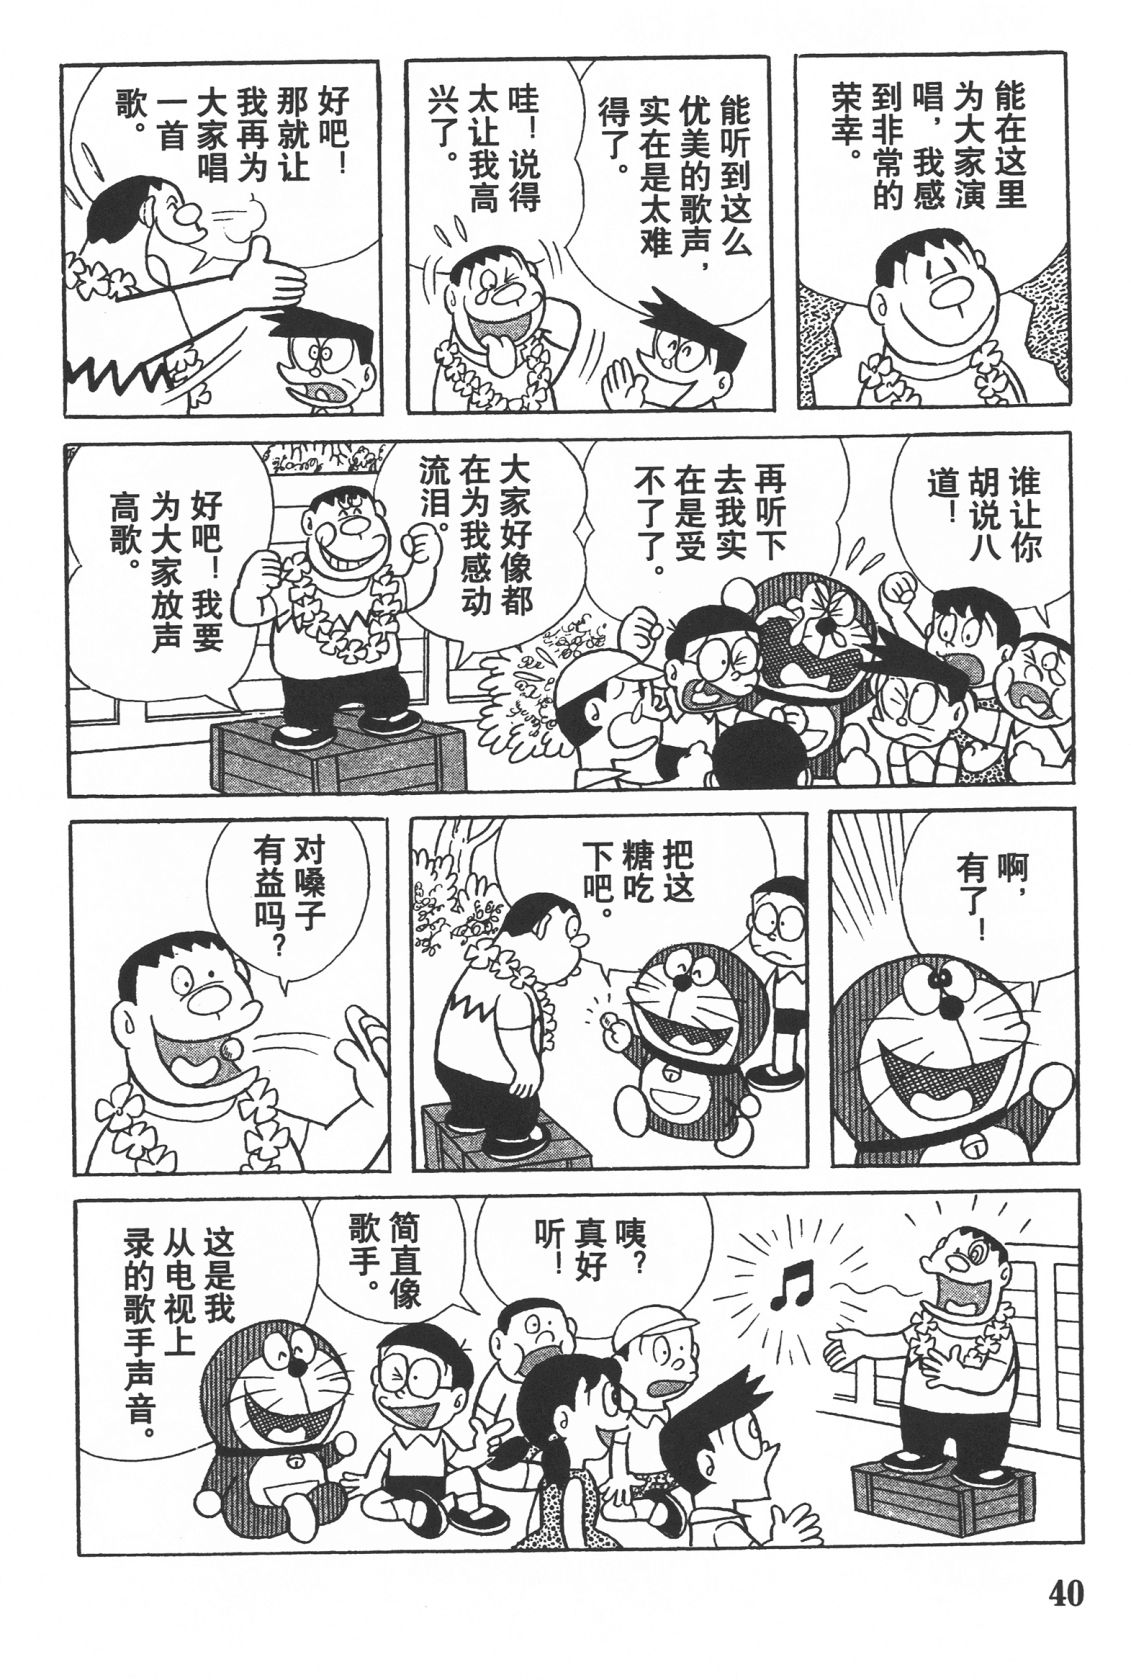 能在这里
为大家演
唱，我感
到非常的
荣幸。
能听到这么
优美的歌声，
实在是太难
得了。
哇！说得
太让我高
兴了。
好吧！
那就让
我再为
大家唱
一首
歌。
谁让你
胡说八
道！
再听下
去我实
在是受
不了了。
大家好像都
在为我感动
流泪。
好吧！我要
为大家放声
高歌。
啊，
有了！
把这
糖吃
下吧。
对嗓子
有益吗？
咦？
真好
听！
简直像
歌手。
这是我
从电视上
录的歌手声音。
40